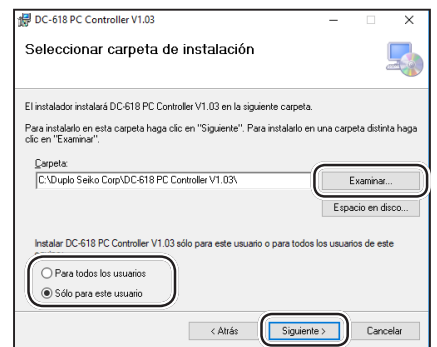 DC-618 PC Controller V1.03
Seleccionar carpeta de instalación
El instalador instalará DC-618 PC Controller V1.03 en la siguiente carpeta.
Para instalarlo en esta carpeta haga clic en "Siguiente". Para instalarlo en una carpeta distinta haga
clic en "Examinar".
Carpeta:
C:\Duplo Seiko Corp\DC-618 PC Controller V1.03\
Examinar...
Espacio en disco...
Instalar DC-618 PC Controller V1.03 sólo para este usuario o para todos los usuarios de este
Para todos los usuarios
Sólo para este usuario
< Atrás
Siguiente >
Cancelar